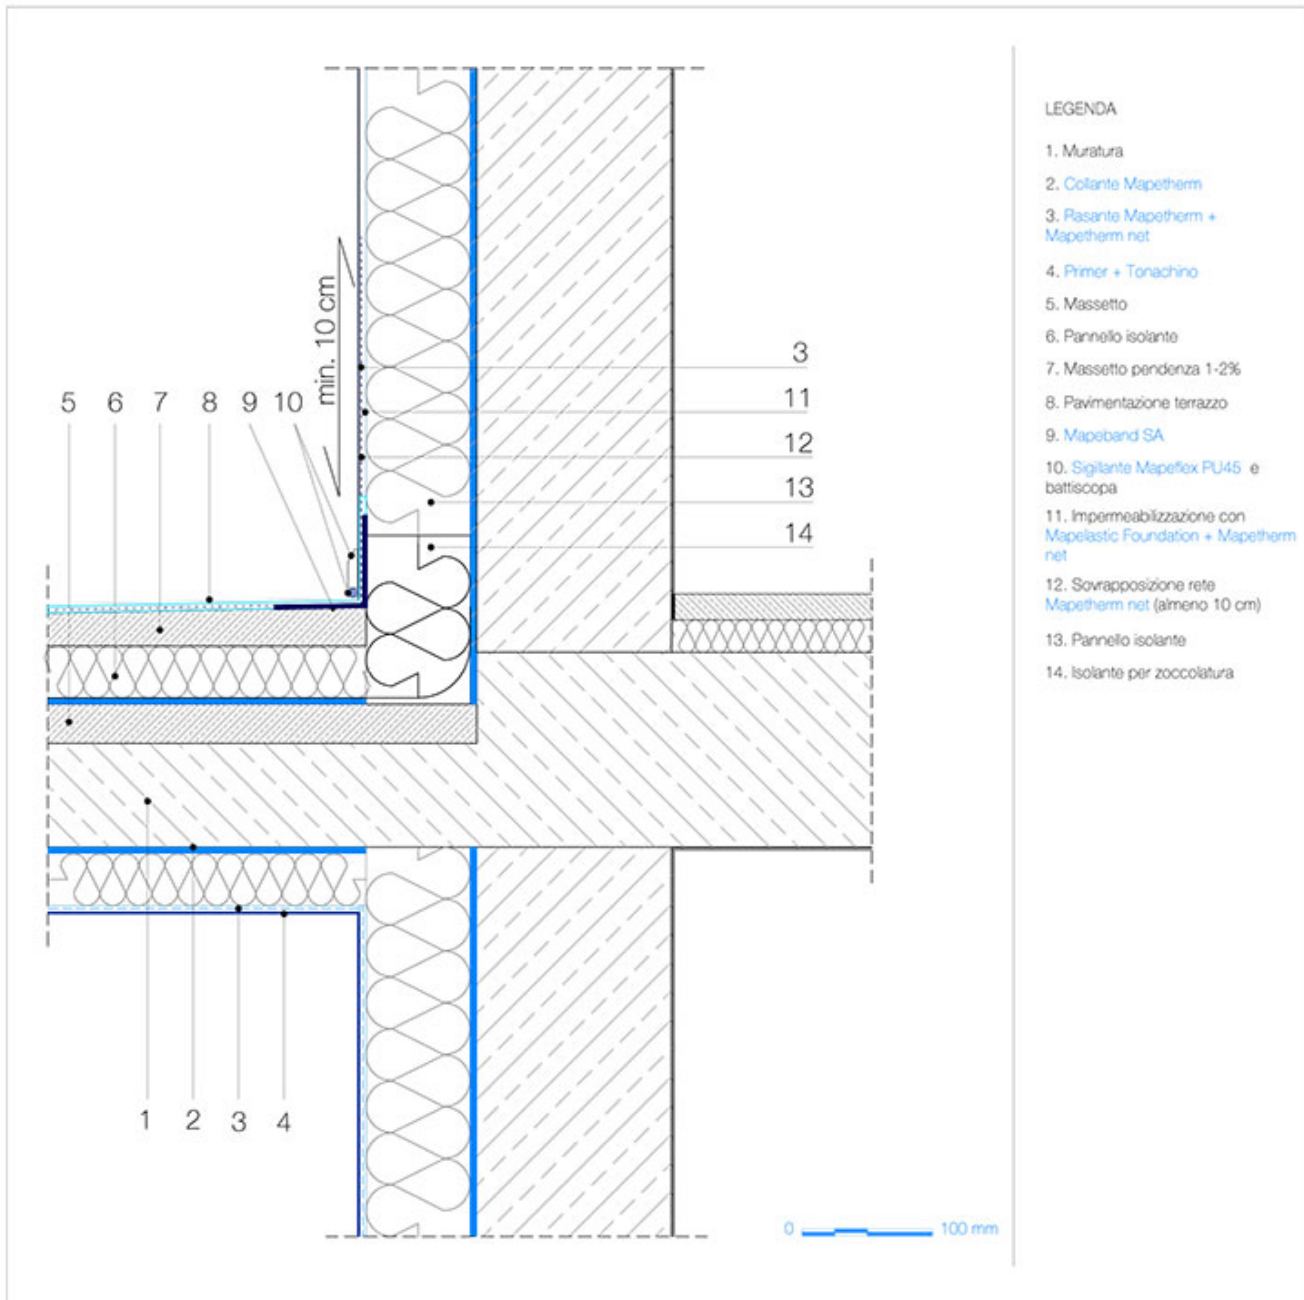 LEGENDA
1. Muratura
2. Collante Mapetherm
3. Rasante Mapetherm +
Mapetherm net
4. Primer + Tonachino
5. Massetto
6. Pannello isolante
7. Massetto pendenza 1-2%
8. Pavimentazione terrazzo
9. Mapeband SA
10. Sigillante Mapeflex PU45 e
battiscopa
11. Impermeabilizzazione con
Mapelastic Foundation + Mapetherm
net
12. Sovrapposizione rete
Mapetherm net (almeno 10 cm)
13. Pannello isolante
14. Isolante per zoccolatura
min. 10 cm
3
11
12
13
14
5 6 7 8 9 10
1 2 3 4
0 100 mm